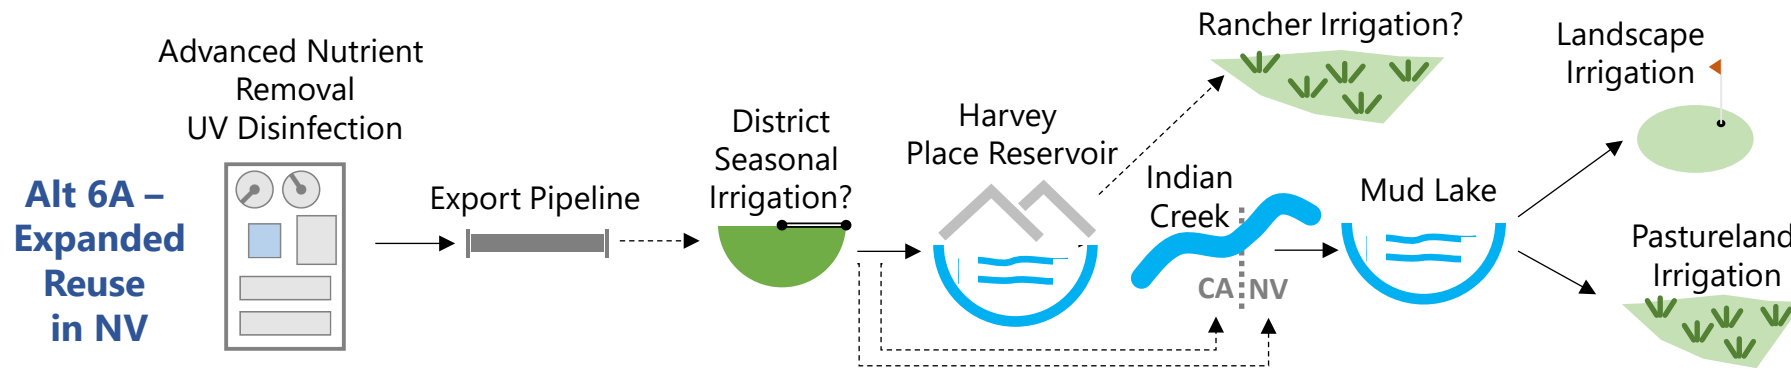 Alt 6A –
Expanded
Reuse
in NV
Advanced Nutrient
Removal
UV Disinfection
Export Pipeline
District
Seasonal
Irrigation?
Harvey
Place Reservoir
Rancher Irrigation?
Indian
Creek
CA
NV
Mud Lake
Landscape
Irrigation
Pastureland
Irrigation